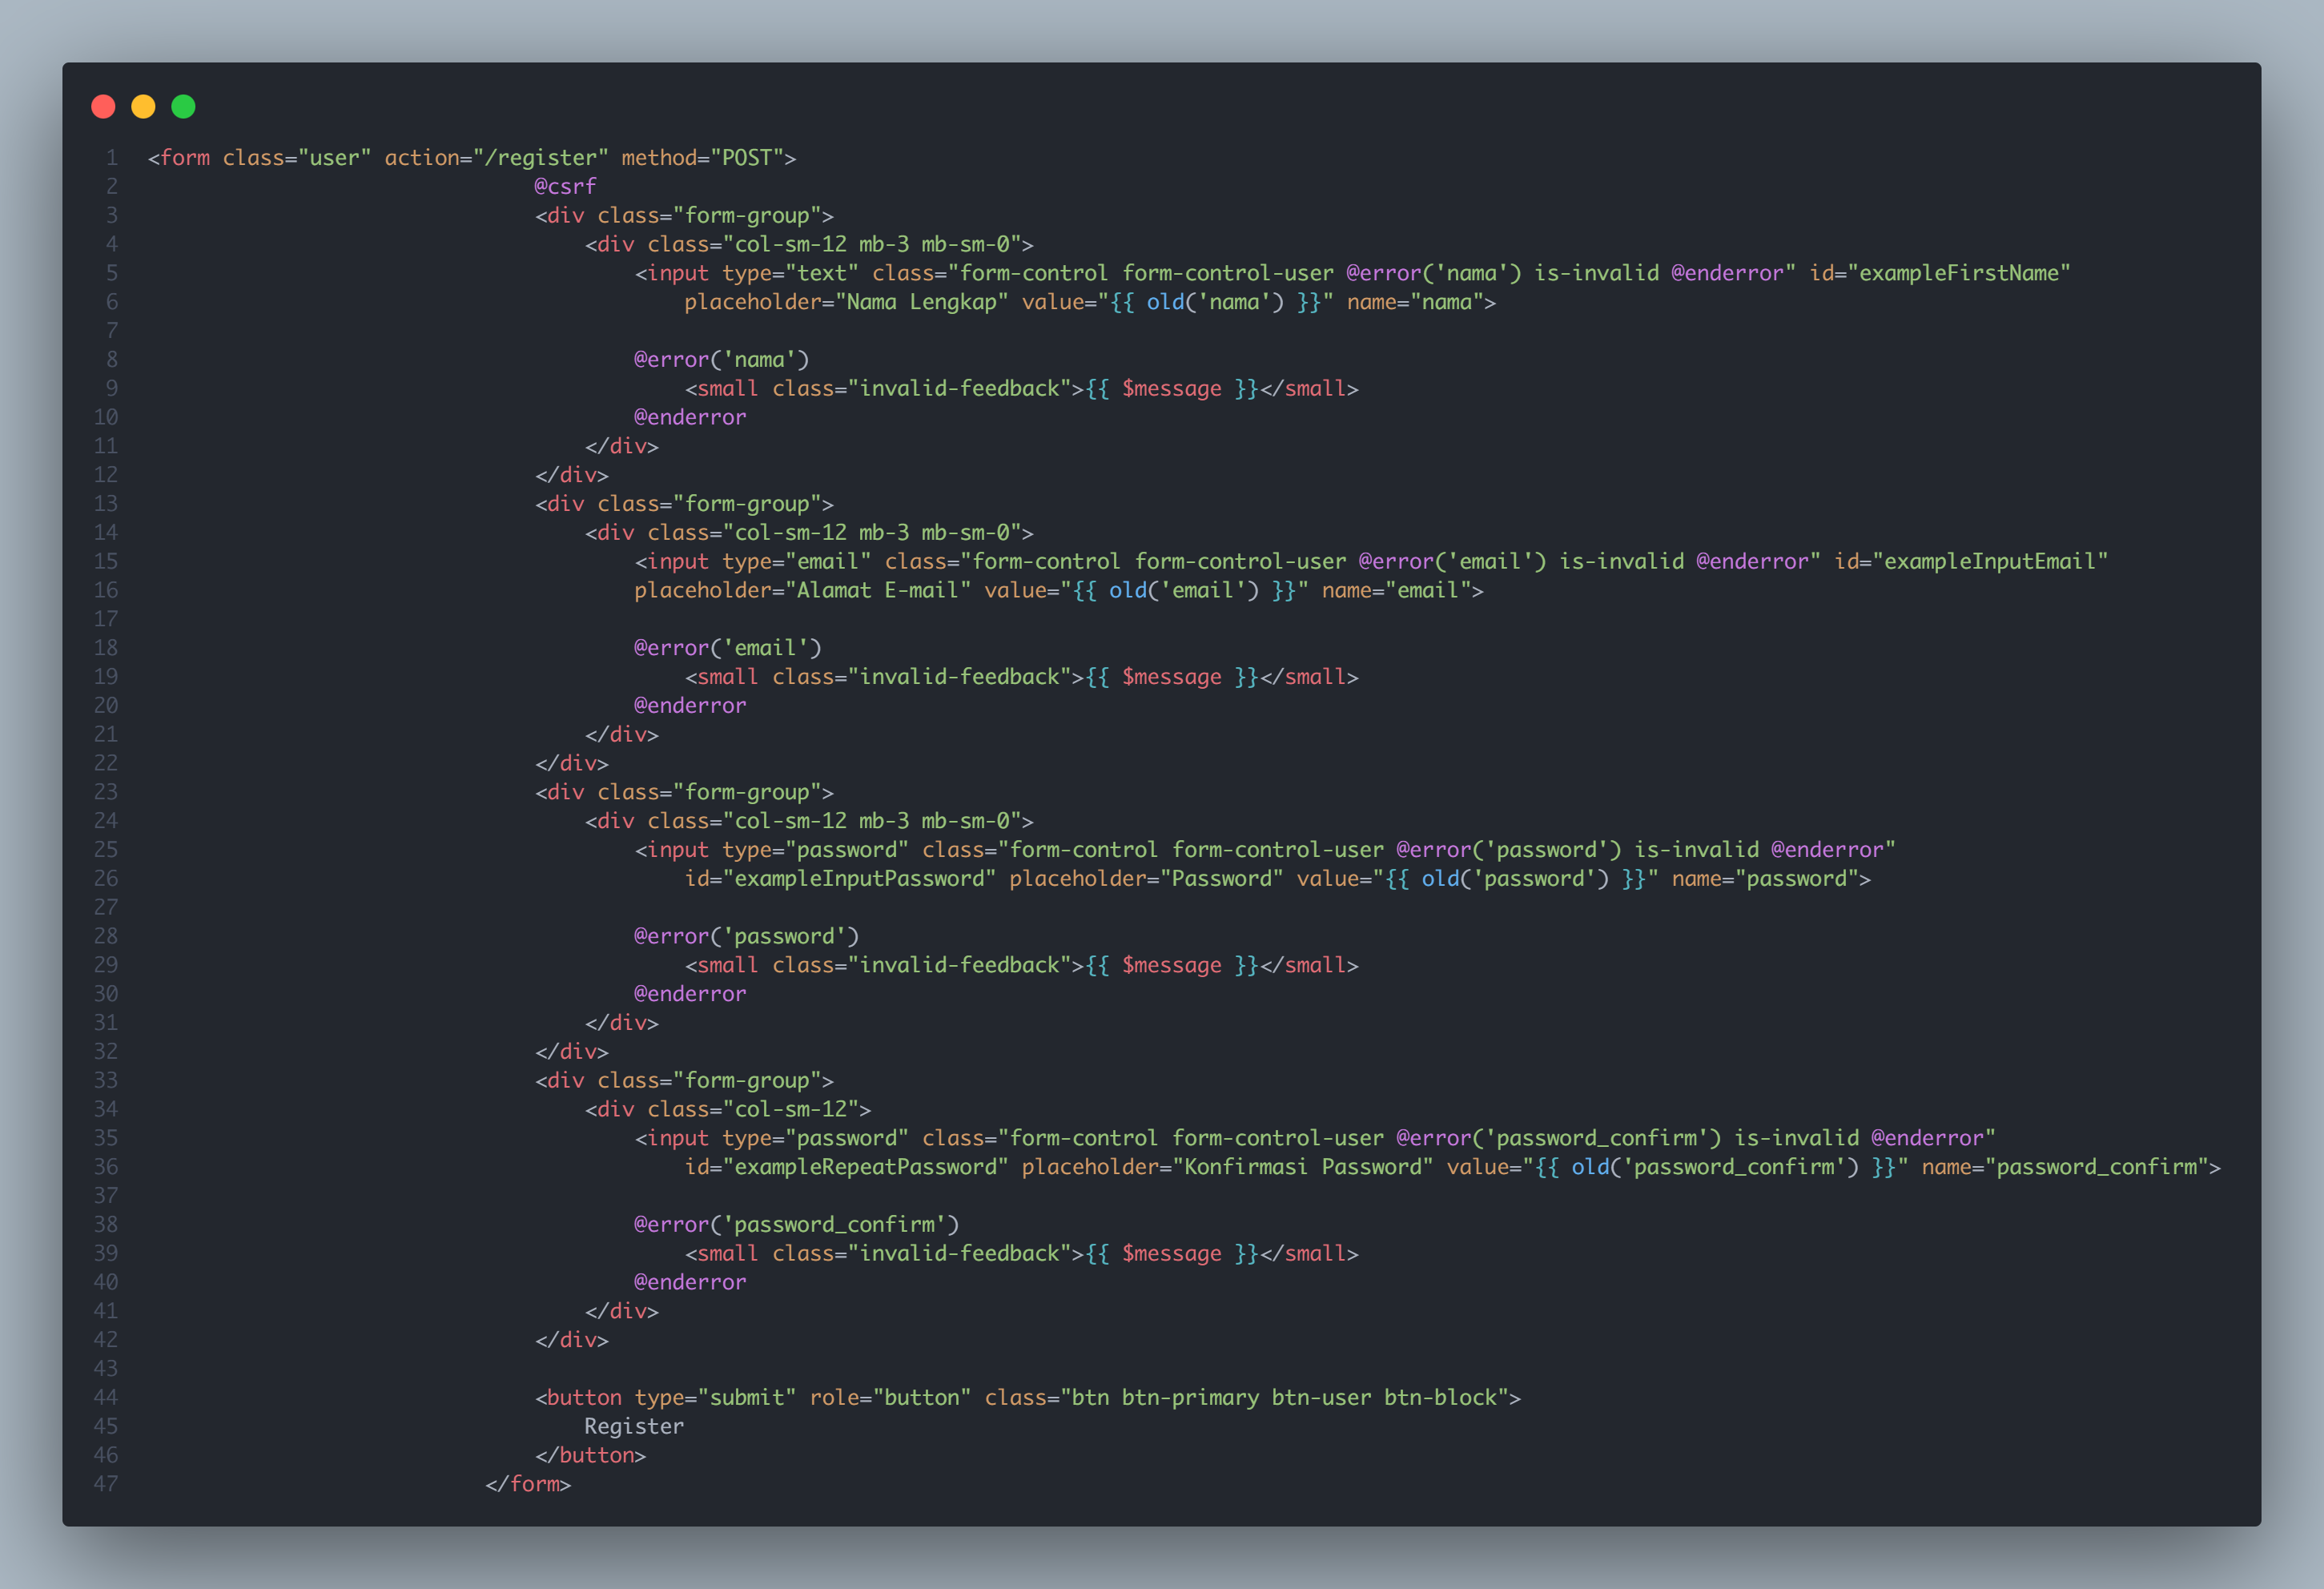 1 <form class="user" action="/register" method="POST">
2 @csrf
3 <div class="form-group">
4 <div class="col-sm-12 mb-3 mb-sm-0">
5 <input type="text" class="form-control form-control-user @error('nama') is-invalid @enderror" id="exampleFirstName"
6 placeholder="Nama Lengkap" value="{{ old('nama') }}" name="nama">
7
8 @error('nama')
9 <small class="invalid-feedback">{{ $message }}</small>
10 @enderror
11 </div>
12 </div>
13 <div class="form-group">
14 <div class="col-sm-12 mb-3 mb-sm-0">
15 <input type="email" class="form-control form-control-user @error('email') is-invalid @enderror" id="exampleInputEmail"
16 placeholder="Alamat E-mail" value="{{ old('email') }}" name="email">
17
18 @error('email')
19 <small class="invalid-feedback">{{ $message }}</small>
20 @enderror
21 </div>
22 </div>
23 <div class="form-group">
24 <div class="col-sm-12 mb-3 mb-sm-0">
25 <input type="password" class="form-control form-control-user @error('password') is-invalid @enderror"
26 id="exampleInputPassword" placeholder="Password" value="{{ old('password') }}" name="password">
27
28 @error('password')
29 <small class="invalid-feedback">{{ $message }}</small>
30 @enderror
31 </div>
32 </div>
33 <div class="form-group">
34 <div class="col-sm-12">
35 <input type="password" class="form-control form-control-user @error('password_confirm') is-invalid @enderror"
36 id="exampleRepeatPassword" placeholder="Konfirmasi Password" value="{{ old('password_confirm') }}" name="password_confirm">
37
38 @error('password_confirm')
39 <small class="invalid-feedback">{{ $message }}</small>
40 @enderror
41 </div>
42 </div>
43
44 <button type="submit" role="button" class="btn btn-primary btn-user btn-block">
45 Register
46 </button>
47 </form>